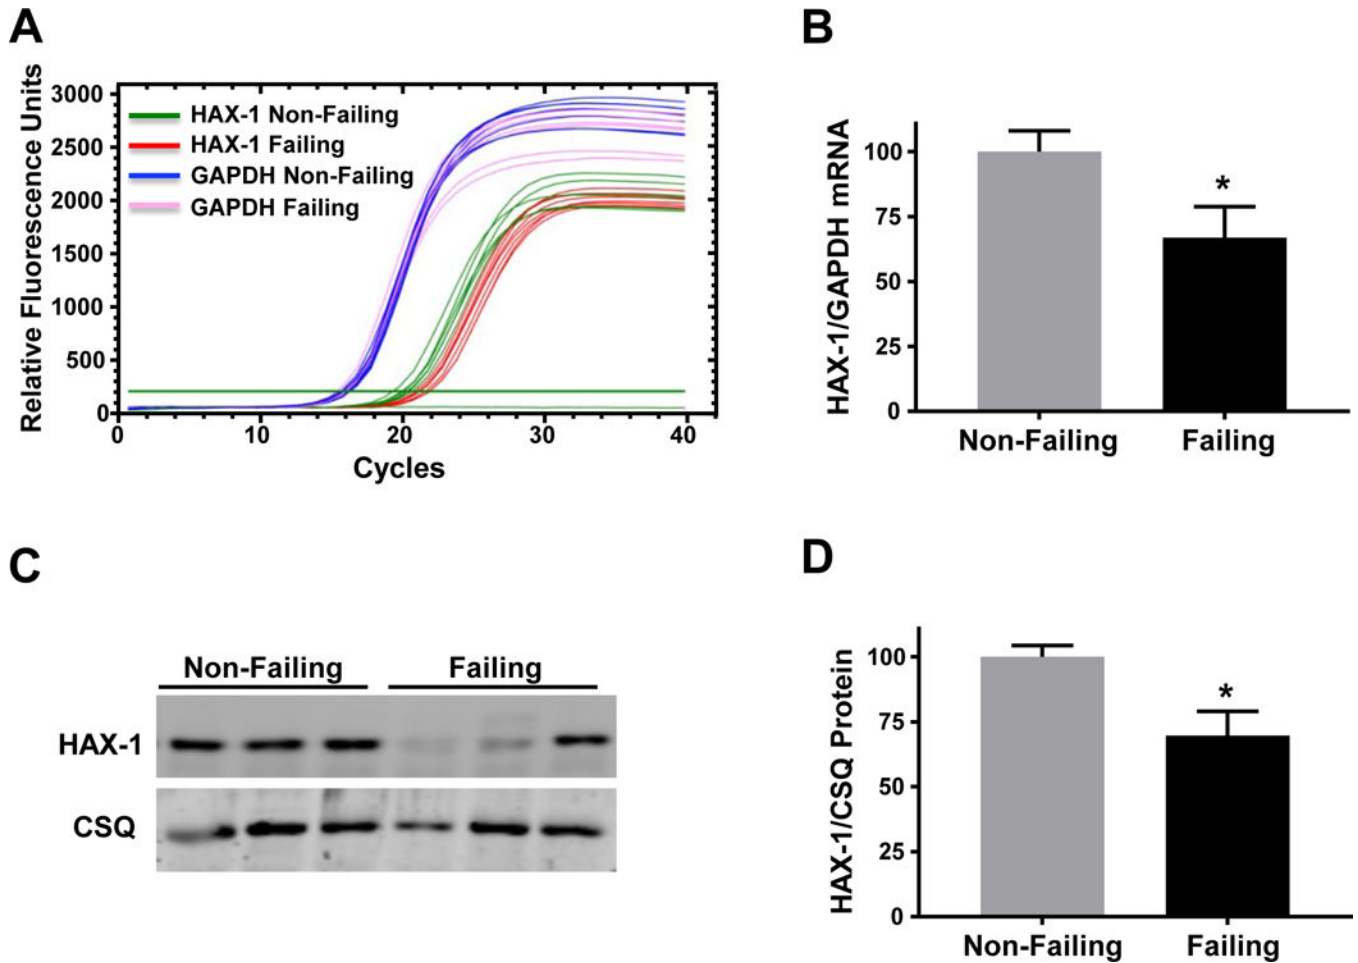 A
Relative Fluorescence Units
3000
2500
2000
1500
1000
500
0
HAX-1 Non-Failing
HAX-1 Failing
GAPDH Non-Failing
GAPDH Failing
0 10 20 30 40
Cycles
B
HAX-1/GAPDH mRNA
100
75
50
25
0
*
Non-Failing Failing
C
Non-Failing Failing
HAX-1
CSQ
D
HAX-1/CSQ Protein
100
75
50
25
0
*
Non-Failing Failing